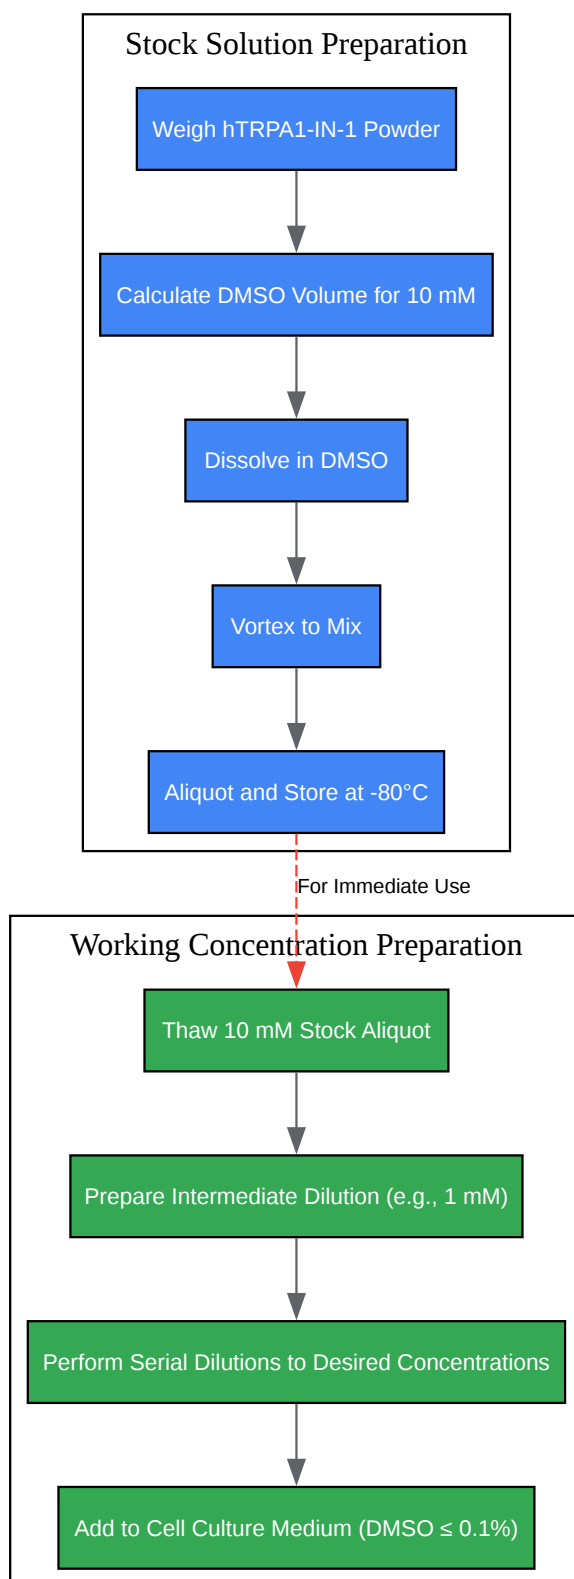 Stock Solution Preparation
Weigh hTRPA1-IN-1 Powder
Calculate DMSO Volume for 10 mM
Dissolve in DMSO
Vortex to Mix
Aliquot and Store at -80°C
For Immediate Use
Working Concentration Preparation
Thaw 10 mM Stock Aliquot
Prepare Intermediate Dilution (e.g., 1 mM)
Perform Serial Dilutions to Desired Concentrations
Add to Cell Culture Medium (DMSO ≤ 0.1%)